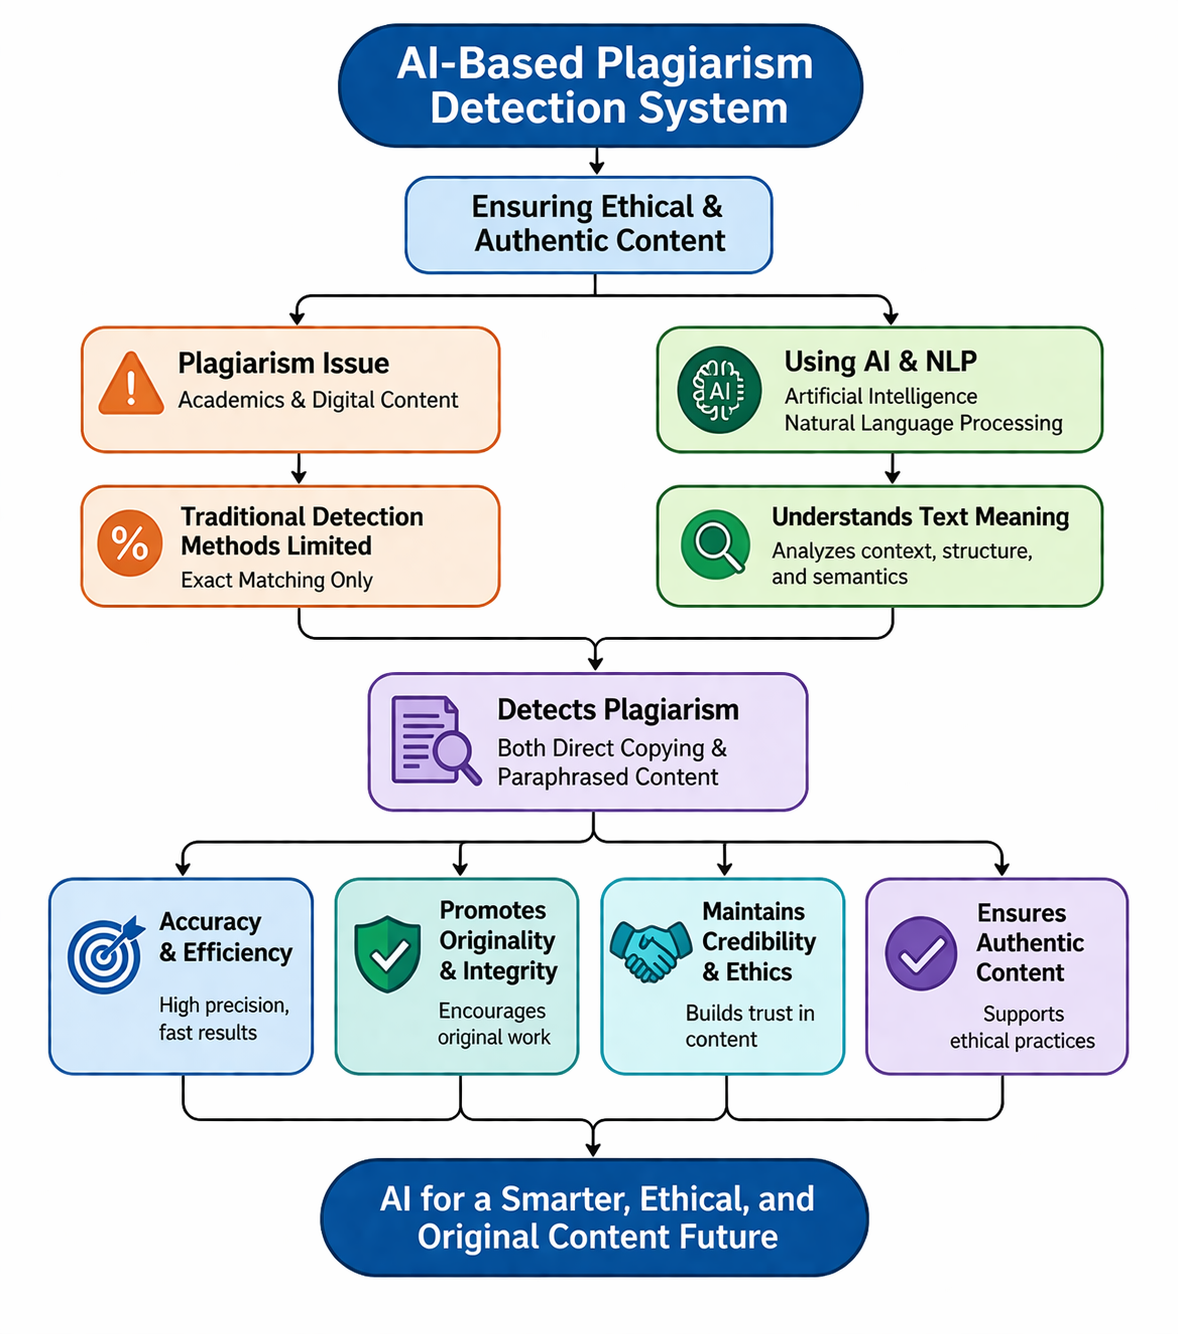 AI-Based Plagiarism
Detection System
Ensuring Ethical &
Authentic Content
Plagiarism Issue
Academics & Digital Content
Using AI & NLP
Artificial Intelligence
Natural Language Processing
AI
Traditional Detection
Methods Limited
Exact Matching Only
%
Understands Text Meaning
Analyzes context, structure,
and semantics
Detects Plagiarism
Both Direct Copying &
Paraphrased Content
Accuracy
& Efficiency
High precision,
fast results
Promotes
Originality
& Integrity
Encourages
original work
Maintains
Credibility
& Ethics
Builds trust in
content
Ensures
Authentic
Content
Supports
ethical practices
AI for a Smarter, Ethical, and
Original Content Future